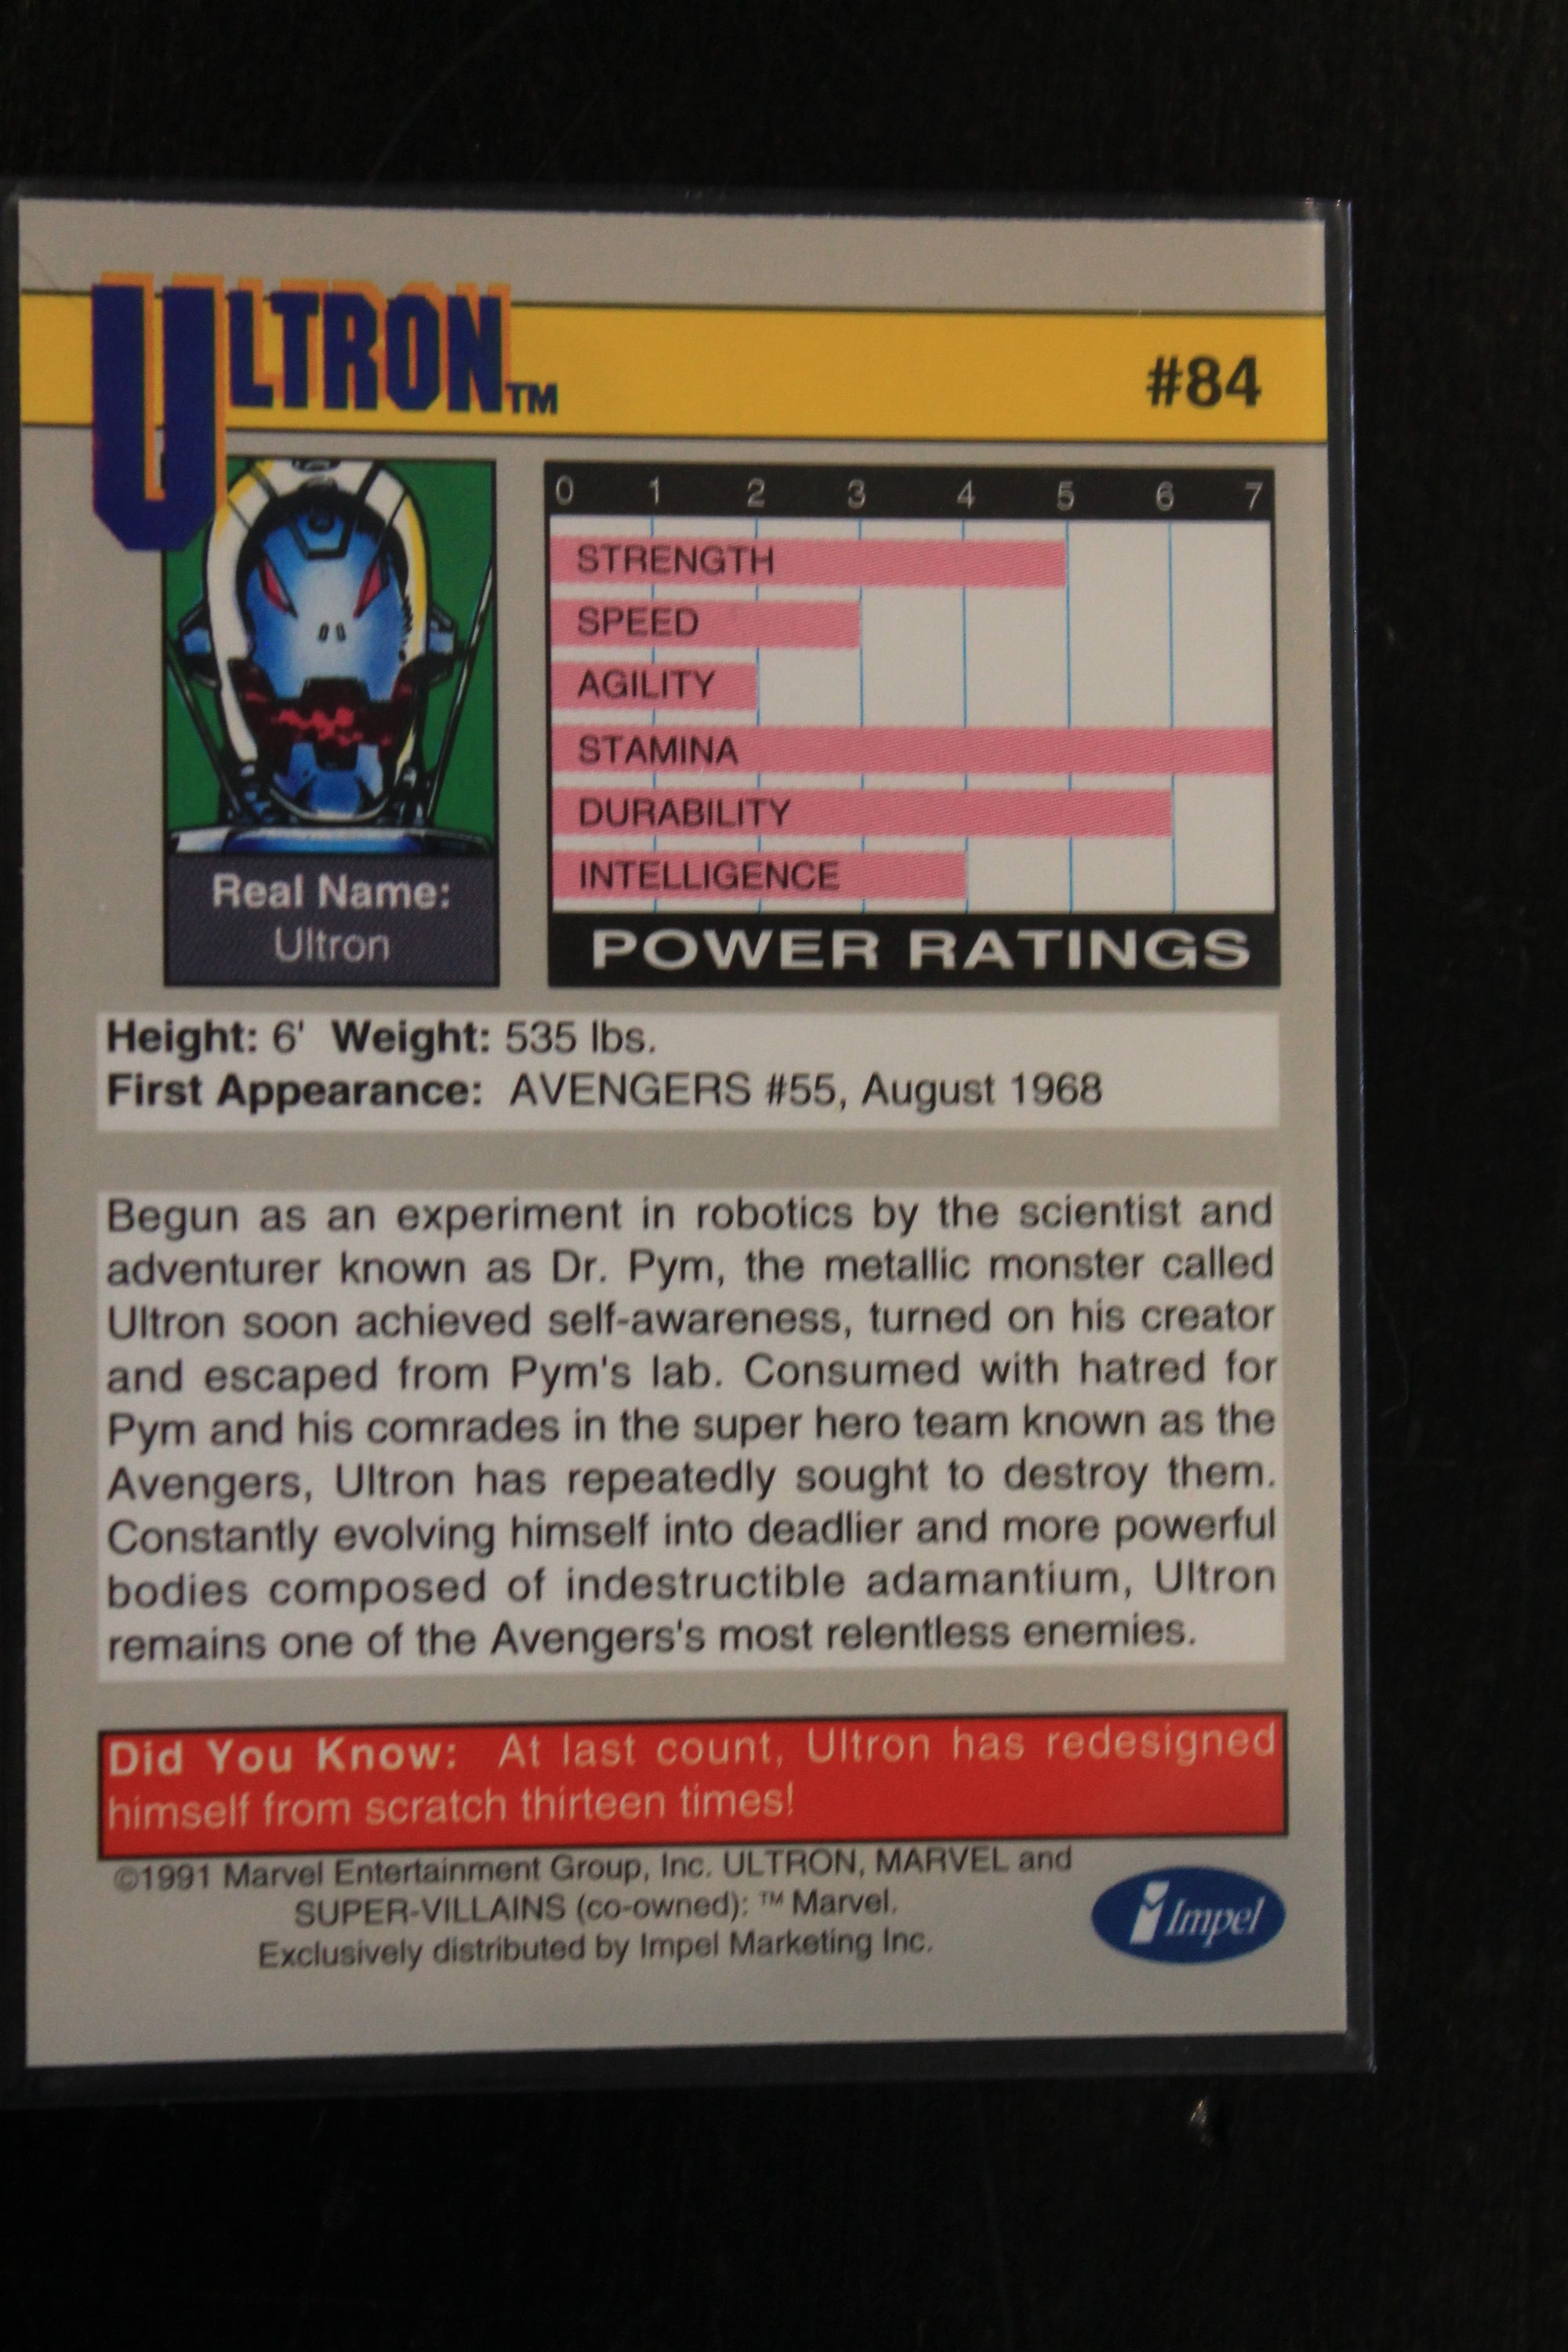 ULTRON™
#84
0 1 2 3 4 5 6 7
STRENGTH
SPEED
AGILITY
STAMINA
DURABILITY
INTELLIGENCE
POWER RATINGS
Real Name:
Ultron
Height: 6' Weight: 535 lbs.
First Appearance: AVENGERS #55, August 1968
Begun as an experiment in robotics by the scientist and
adventurer known as Dr. Pym, the metallic monster called
Ultron soon achieved self-awareness, turned on his creator
and escaped from Pym's lab. Consumed with hatred for
Pym and his comrades in the super hero team known as the
Avengers, Ultron has repeatedly sought to destroy them.
Constantly evolving himself into deadlier and more powerful
bodies composed of indestructible adamantium, Ultron
remains one of the Avengers's most relentless enemies.
Did You Know: At last count, Ultron has redesigned
himself from scratch thirteen times!
©1991 Marvel Entertainment Group, Inc. ULTRON, MARVEL and
SUPER-VILLAINS (co-owned): ™ Marvel.
Exclusively distributed by Impel Marketing Inc.
i Impel